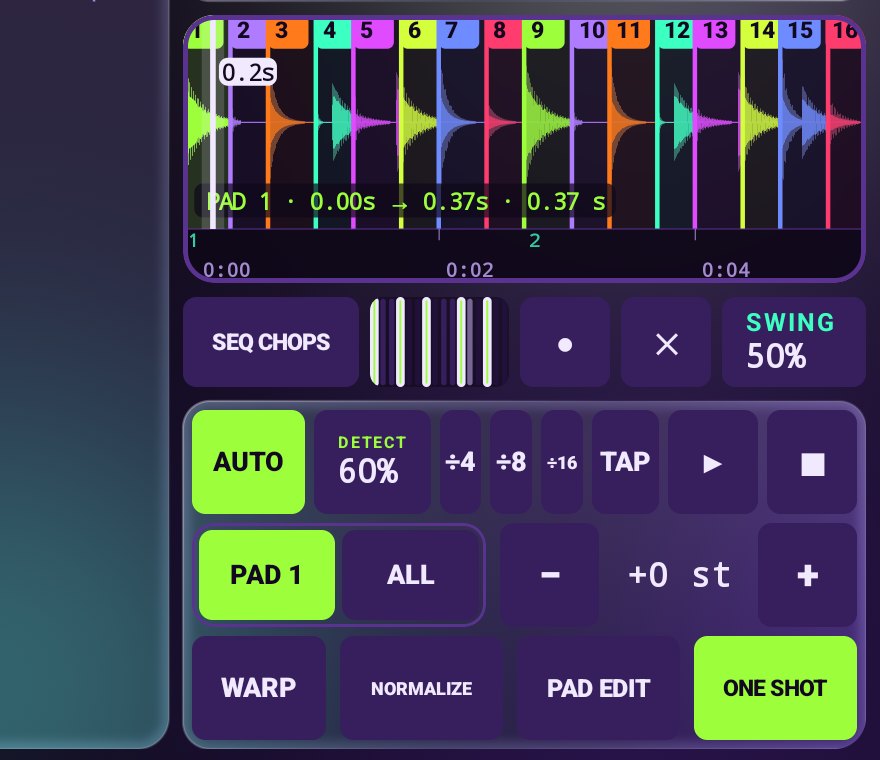 1 2 3 4 5 6 7 8 9 10 11 12 13 14 15 16
0.2s
PAD 1 · 0.00s → 0.37s · 0.37 s
1 2
0:00 0:02 0:04
SEQ CHOPS
SWING
50%
AUTO
DETECT
60%
÷4 ÷8 ÷16 TAP
PAD 1 ALL − +0 st +
WARP NORMALIZE PAD EDIT ONE SHOT